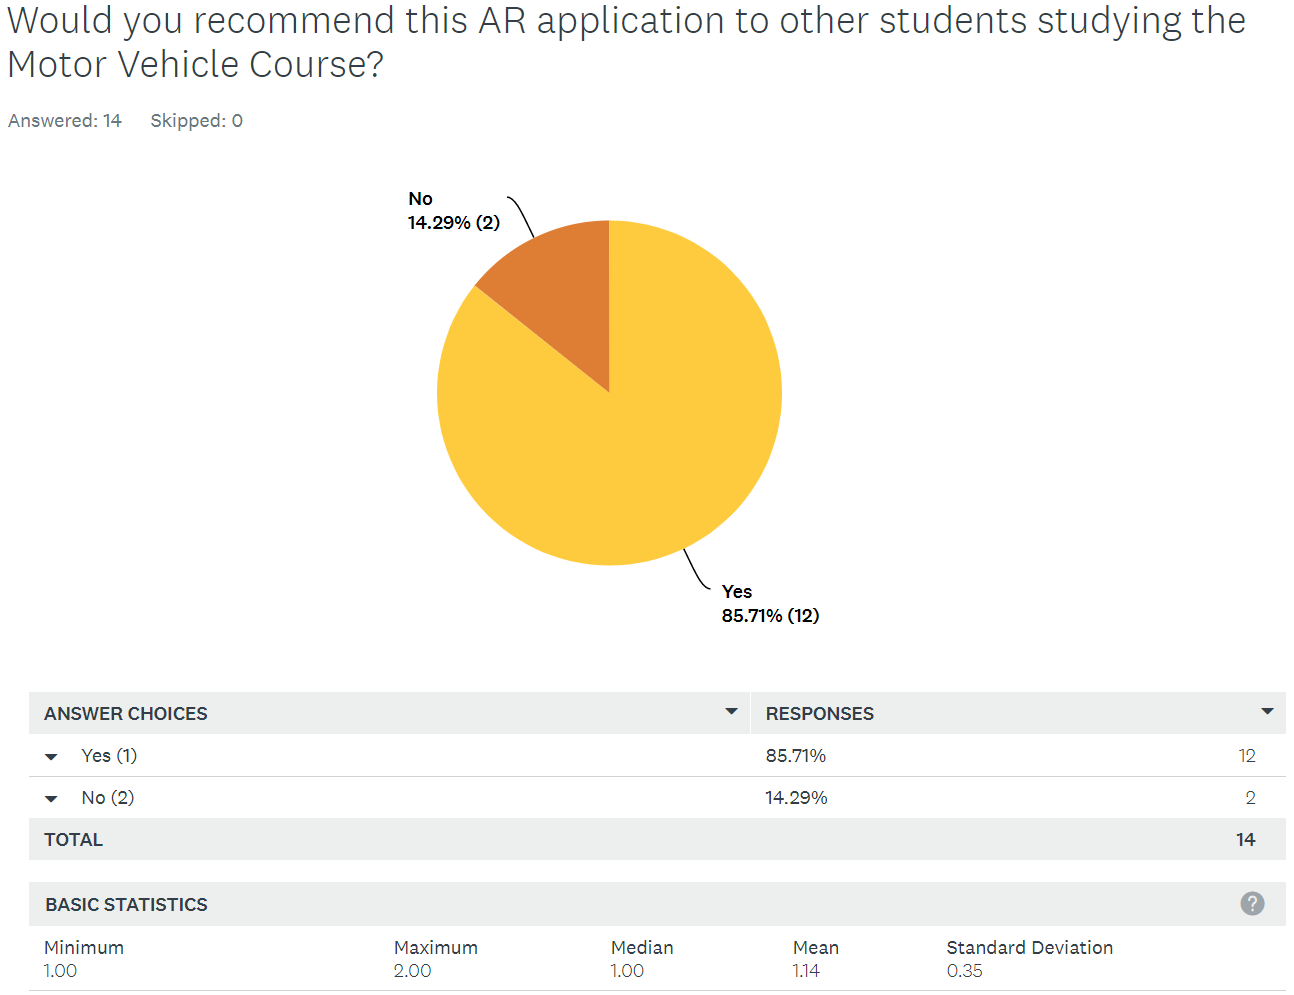 Would you recommend this AR application to other students studying the
Motor Vehicle Course?
Answered: 14 Skipped: 0
No
14.29% (2)
Yes
85.71% (12)
ANSWER CHOICES RESPONSES
Yes (1) 85.71% 12
No (2) 14.29% 2
TOTAL 14
BASIC STATISTICS ?
Minimum Maximum Median Mean Standard Deviation
1.00 2.00 1.00 1.14 0.35